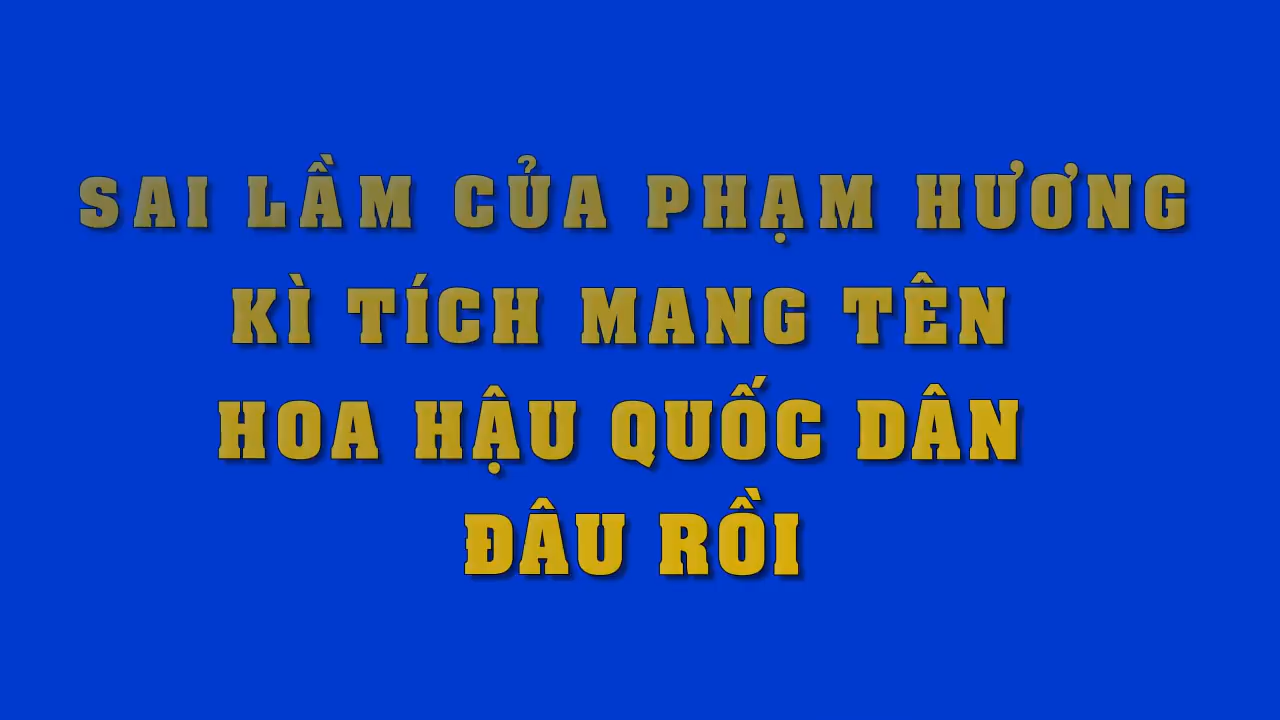 SAI LẦM CỦA PHẠM HƯƠNG
KÌ TÍCH MANG TÊN
HOA HẬU QUỐC DÂN
ĐÂU RỒI